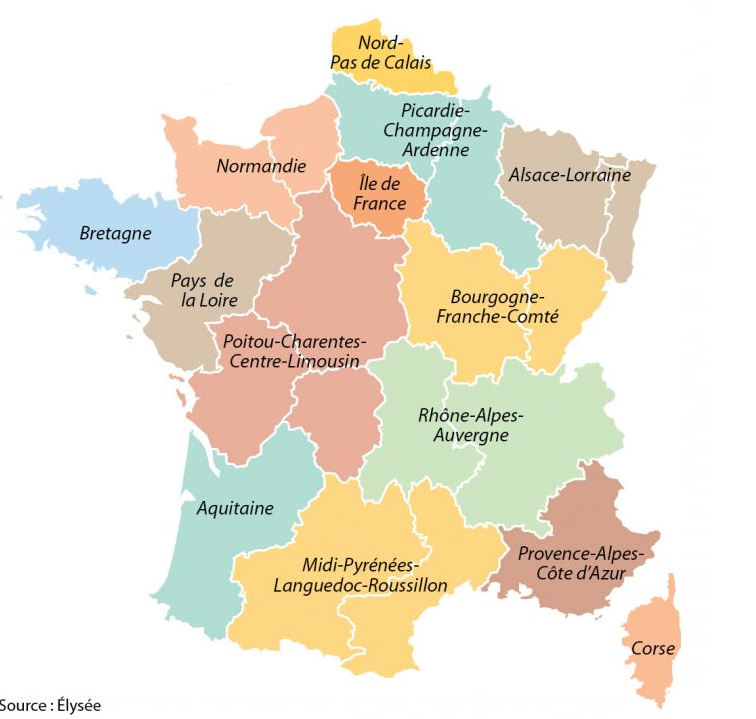 Nord-
Pas de Calais
Picardie-
Champagne-
Ardenne
Normandie
Île de
France
Alsace-Lorraine
Bretagne
Pays de
la Loire
Bourgogne-
Franche-Comté
Poitou-Charentes-
Centre-Limousin
Rhône-Alpes-
Auvergne
Aquitaine
Midi-Pyrénées-
Languedoc-Roussillon
Provence-Alpes-
Côte d'Azur
Corse
Source : Élysée